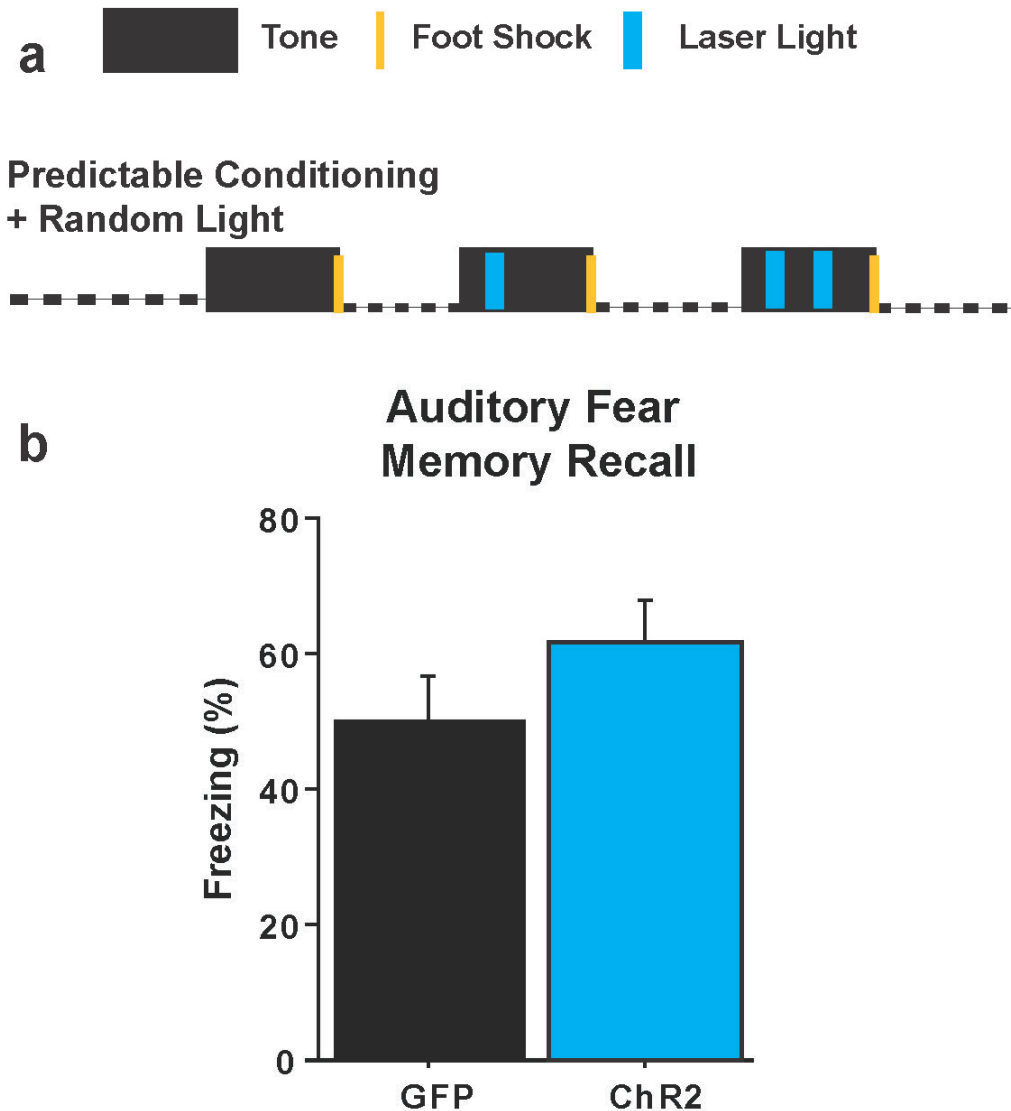 a
Tone Foot Shock Laser Light
Predictable Conditioning
+ Random Light
b
Auditory Fear
Memory Recall
Freezing (%)
80
60
40
20
0
GFP ChR2